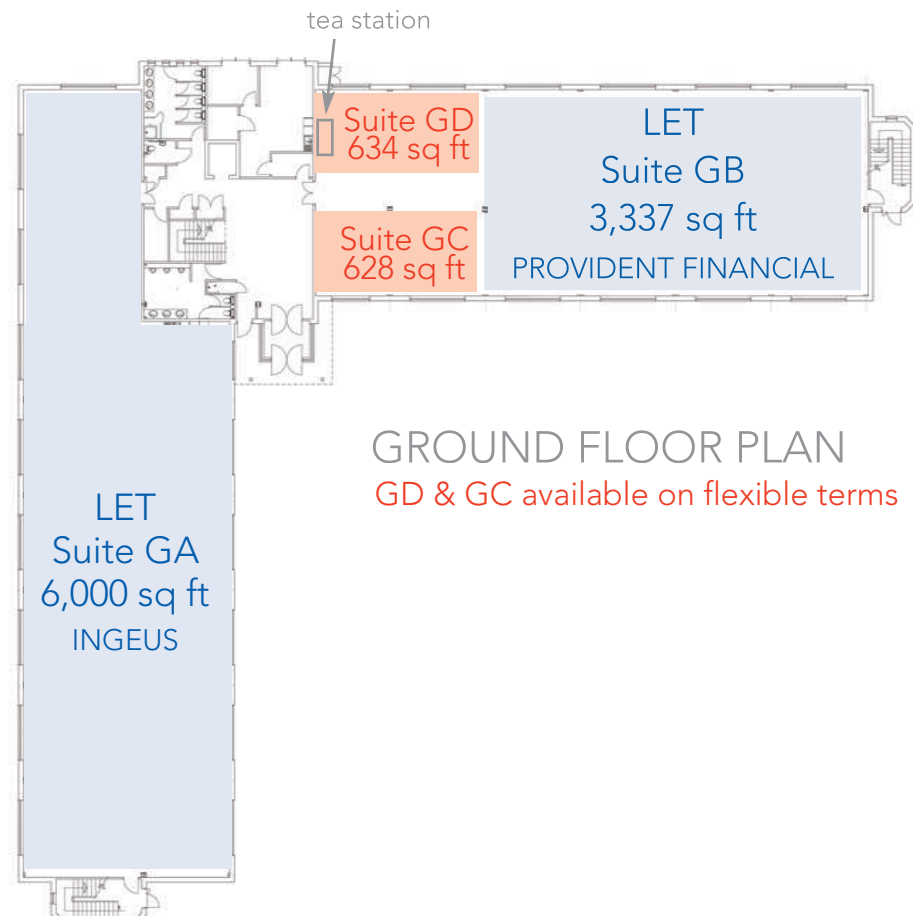 tea station
Suite GD
634 sq ft
LET
Suite GB
3,337 sq ft
PROVIDENT FINANCIAL
Suite GC
628 sq ft
GROUND FLOOR PLAN
GD & GC available on flexible terms
LET
Suite GA
6,000 sq ft
INGEUS